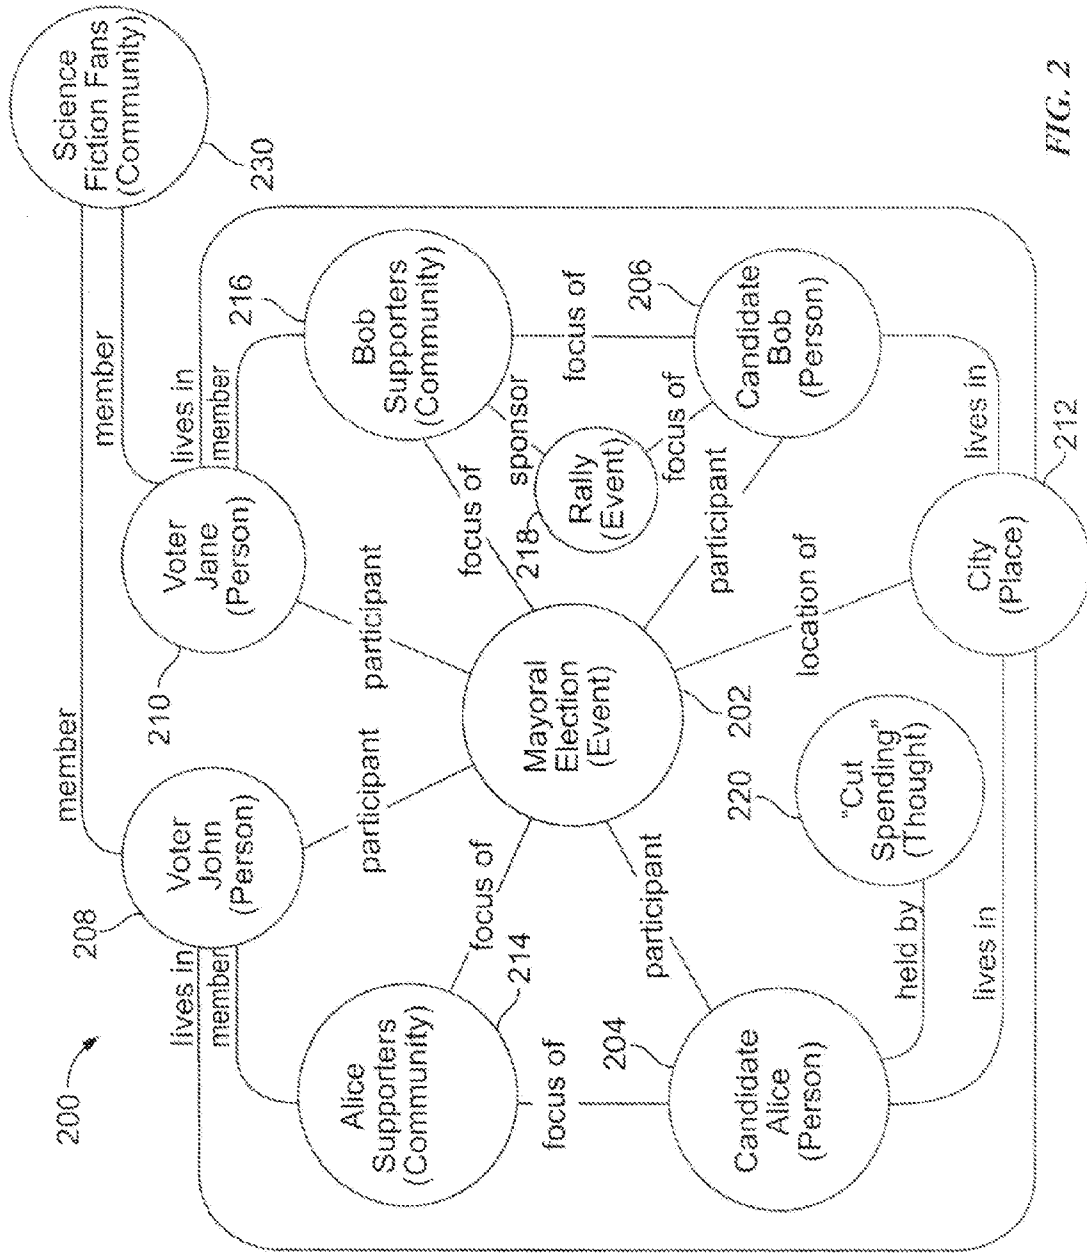 200
208
Voter
John
(Person)
210
Voter
Jane
(Person)
Science
Fiction Fans
(Community)
230
member
member
lives in
member
lives in
member
participant
participant
Alice
Supporters
(Community)
214
focus of
Mayoral
Election
(Event)
202
focus of
Bob
Supporters
(Community)
216
sponsor
218
Rally
(Event)
focus of
focus of
focus of
204
Candidate
Alice
(Person)
participant
participant
206
Candidate
Bob
(Person)
220
"Cut
Spending"
(Thought)
held by
location of
lives in
lives in
City
(Place)
212
FIG. 2